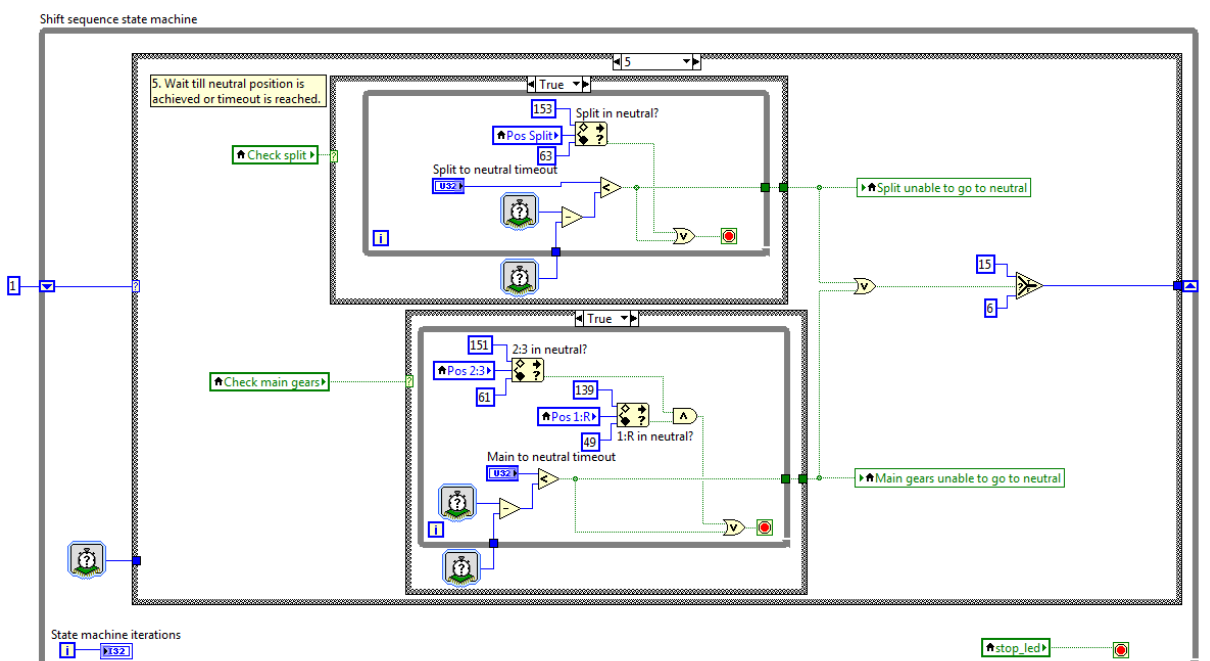 Shift sequence state machine
5
5. Wait till neutral position is
achieved or timeout is reached.
True
153
Split in neutral?
Pos Split
63
Check split
Split to neutral timeout
U32
Split unable to go to neutral
i
15
1
6
True
151
2:3 in neutral?
Pos 2:3
Check main gears
139
61
Pos 1:R
49
1:R in neutral?
Main to neutral timeout
U32
Main gears unable to go to neutral
i
State machine iterations
i
I32
stop_led